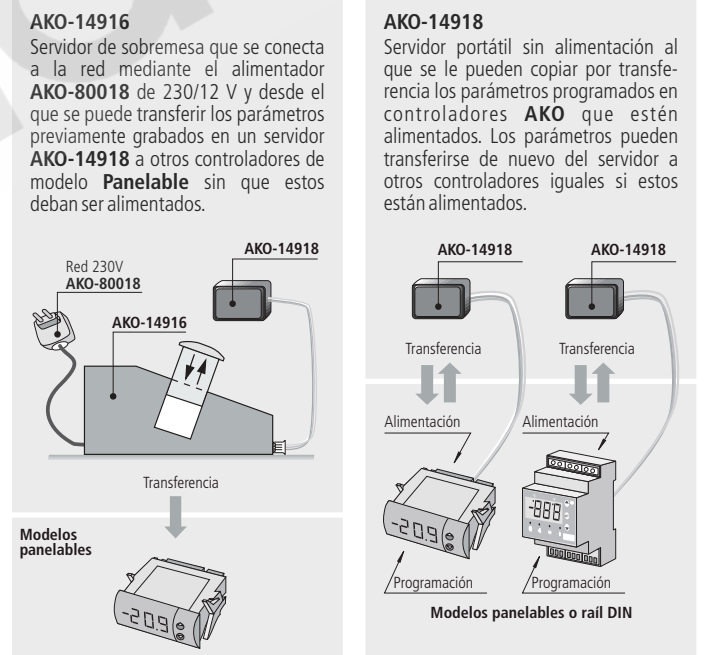 AKO-14916
Servidor de sobremesa que se conecta
a la red mediante el alimentador
AKO-80018 de 230/12 V y desde el
que se puede transferir los parámetros
previamente grabados en un servidor
AKO-14918 a otros controladores de
modelo Panelable sin que estos
deban ser alimentados.
AKO-14918
Red 230V
AKO-80018
AKO-14916
Transferencia
Modelos
panelables
-20.9
AKO-14918
Servidor portátil sin alimentación al
que se le pueden copiar por transfe-
rencia los parámetros programados en
controladores AKO que estén
alimentados. Los parámetros pueden
transferirse de nuevo del servidor a
otros controladores iguales si estos
están alimentados.
AKO-14918
AKO-14918
Transferencia
Transferencia
Alimentación
Alimentación
-20.9
-888
Programación
Programación
Modelos panelables o raíl DIN